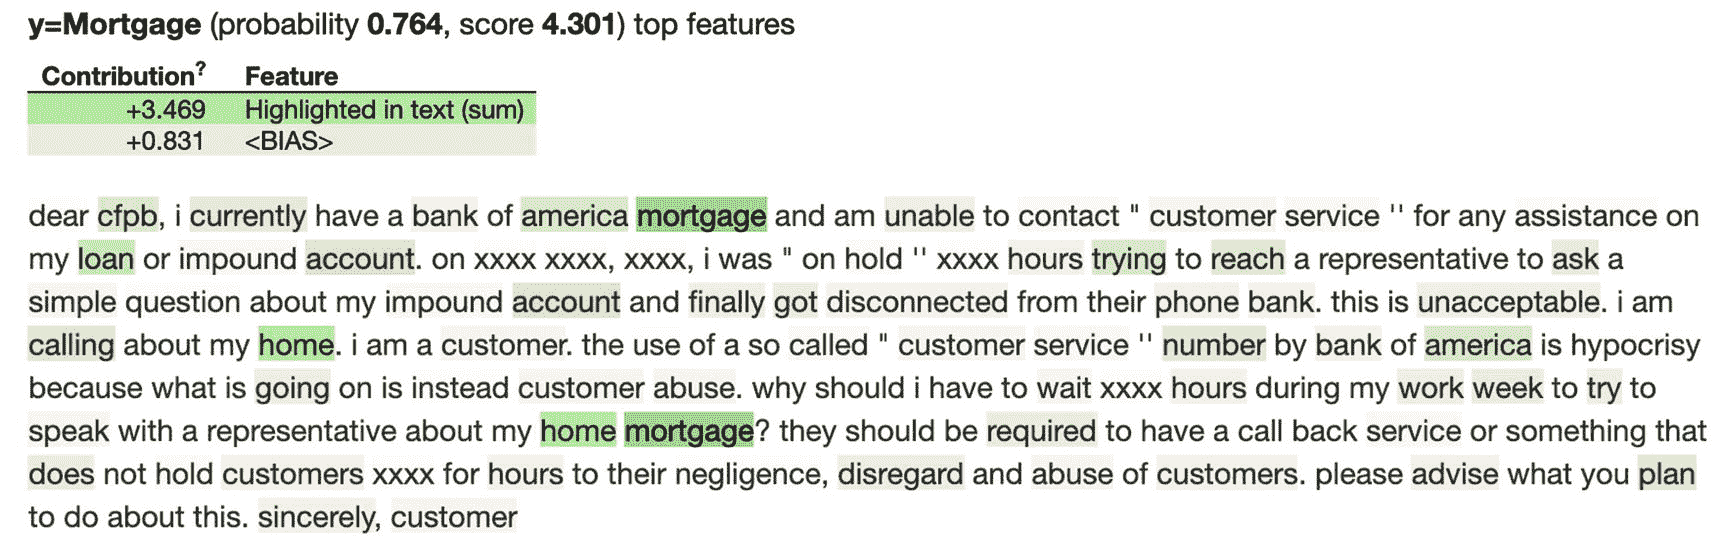 y=Mortgage (probability 0.764, score 4.301) top features
Contribution? Feature
+3.469 Highlighted in text (sum)
+0.831 <BIAS>
dear cfpb, i currently have a bank of america mortgage and am unable to contact " customer service '' for any assistance on
my loan or impound account. on xxxx xxxx, xxxx, i was " on hold '' xxxx hours trying to reach a representative to ask a
simple question about my impound account and finally got disconnected from their phone bank. this is unacceptable. i am
calling about my home. i am a customer. the use of a so called " customer service '' number by bank of america is hypocrisy
because what is going on is instead customer abuse. why should i have to wait xxxx hours during my work week to try to
speak with a representative about my home mortgage? they should be required to have a call back service or something that
does not hold customers xxxx for hours to their negligence, disregard and abuse of customers. please advise what you plan
to do about this. sincerely, customer